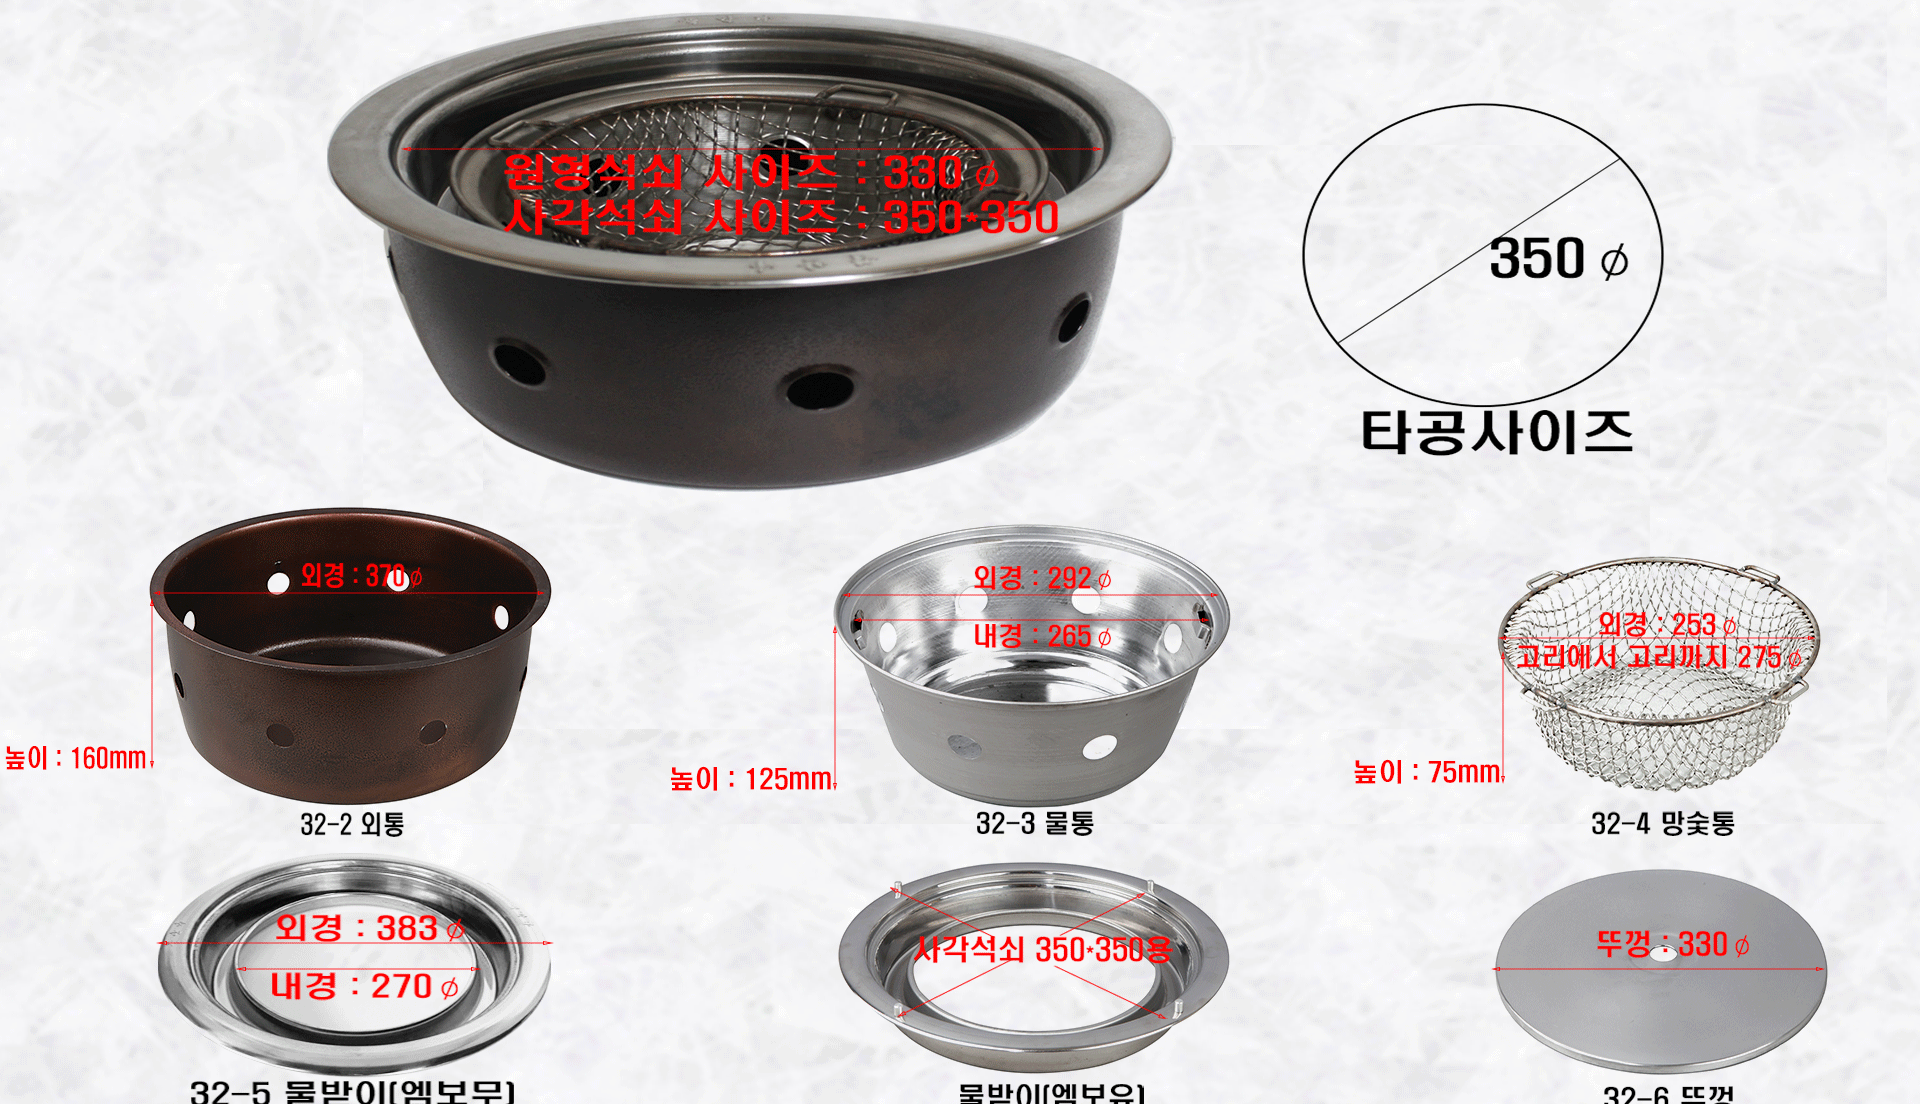 원형석쇠 사이즈 : 330∅
사각석쇠 사이즈 : 350*350
350∅
타공사이즈
외경 : 370∅
높이 : 160mm
32-2 외통
외경 : 292∅
내경 : 265∅
높이 : 125mm
32-3 물통
외경 : 253∅
고리에서 고리까지 275∅
높이 : 75mm
32-4 망숯통
외경 : 383∅
내경 : 270∅
32-5 물받이(엠보무)
사각석쇠 350*350용
물받이(엠보유)
뚜껑 : 330∅
32-6 뚜껑